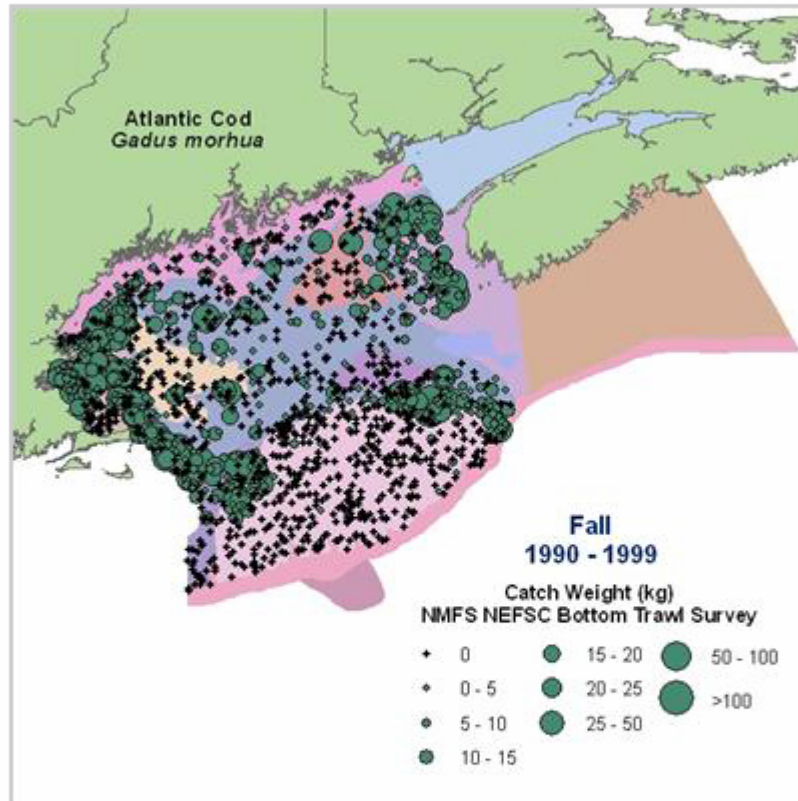 Atlantic Cod
Gadus morhua
Fall
1990 - 1999
Catch Weight (kg)
NMFS NEFSC Bottom Trawl Survey
0
0 - 5
5 - 10
10 - 15
15 - 20
20 - 25
25 - 50
50 - 100
>100